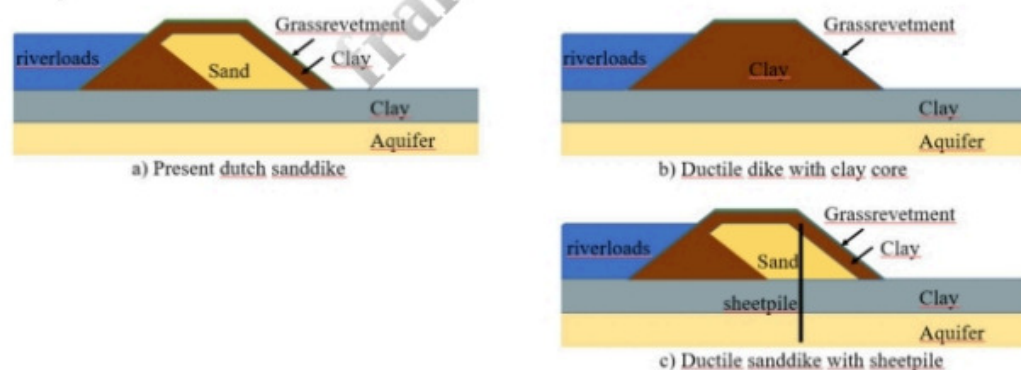 Grassrevetment
riverloads
Clay
Sand
Clay
Aquifer
a) Present dutch sanddike
Grassrevetment
riverloads
Clay
Clay
Aquifer
b) Ductile dike with clay core
Grassrevetment
riverloads
Clay
Sand
sheetpile
Clay
Aquifer
c) Ductile sanddike with sheetpile